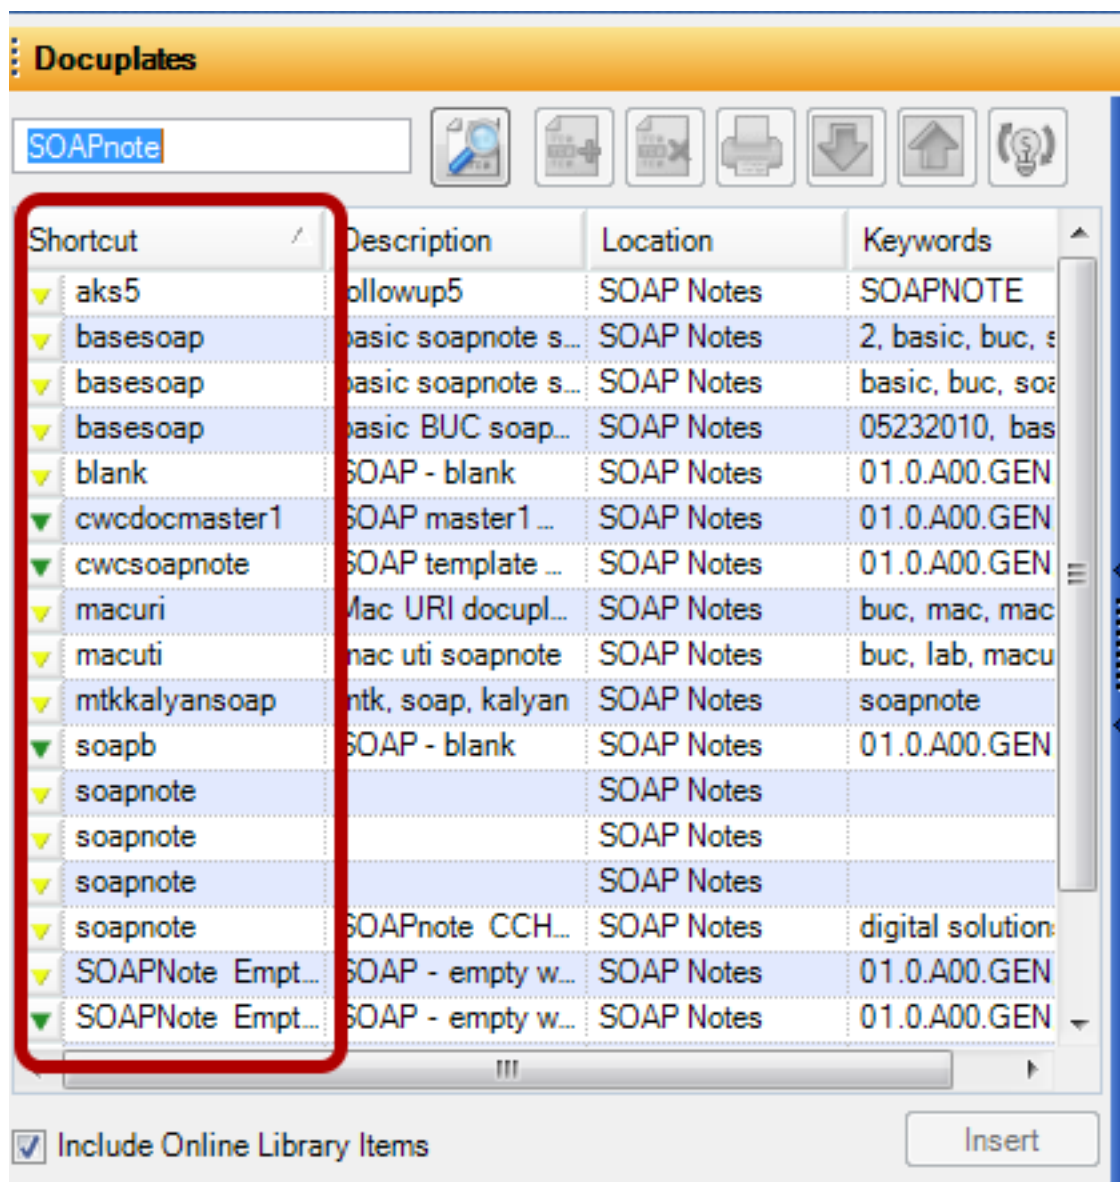 Docuplates
SOAPnote
Shortcut Description Location Keywords
aks5 ollowup5 SOAP Notes SOAPNOTE
basesoap basic soapnote s... SOAP Notes 2, basic, buc, s
basesoap basic soapnote s... SOAP Notes basic, buc, soa
basesoap basic BUC soap... SOAP Notes 05232010, bas
blank SOAP - blank SOAP Notes 01.0.A00.GEN
cwcdocmaster1 SOAP master1 ... SOAP Notes 01.0.A00.GEN
cwcsoapnote SOAP template ... SOAP Notes 01.0.A00.GEN
macuri Mac URI docupl... SOAP Notes buc, mac, mac
macuti mac uti soapnote SOAP Notes buc, lab, macu
mtkkalyansoap mtk, soap, kalyan SOAP Notes soapnote
soapb SOAP - blank SOAP Notes 01.0.A00.GEN
soapnote SOAP Notes
soapnote SOAP Notes
soapnote SOAP Notes
soapnote SOAPnote CCH... SOAP Notes digital solutions
SOAPNote Empt... SOAP - empty w... SOAP Notes 01.0.A00.GEN
SOAPNote Empt... SOAP - empty w... SOAP Notes 01.0.A00.GEN
Include Online Library Items Insert